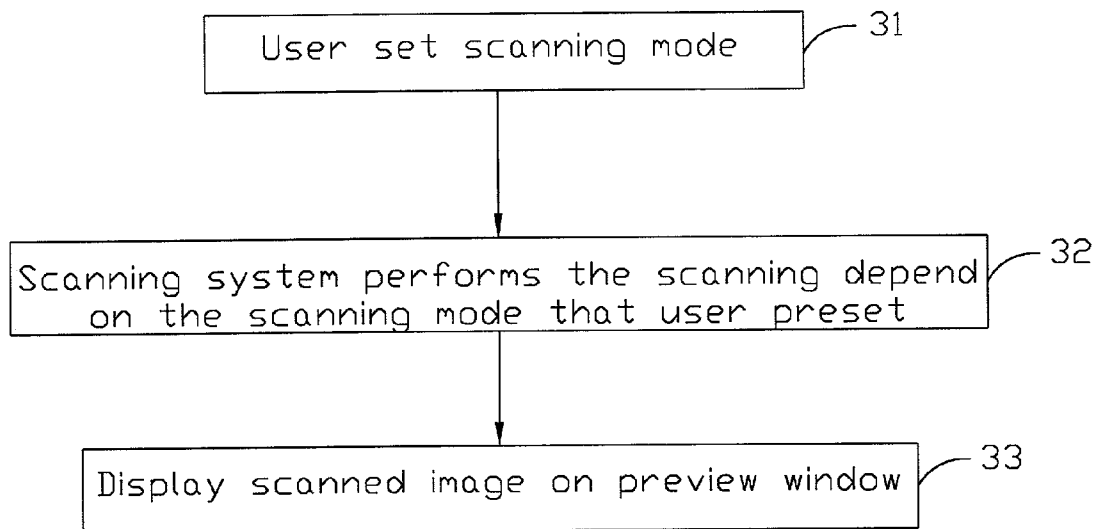 User set scanning mode
31
Scanning system performs the scanning depend
on the scanning mode that user preset
32
Display scanned image on preview window
33